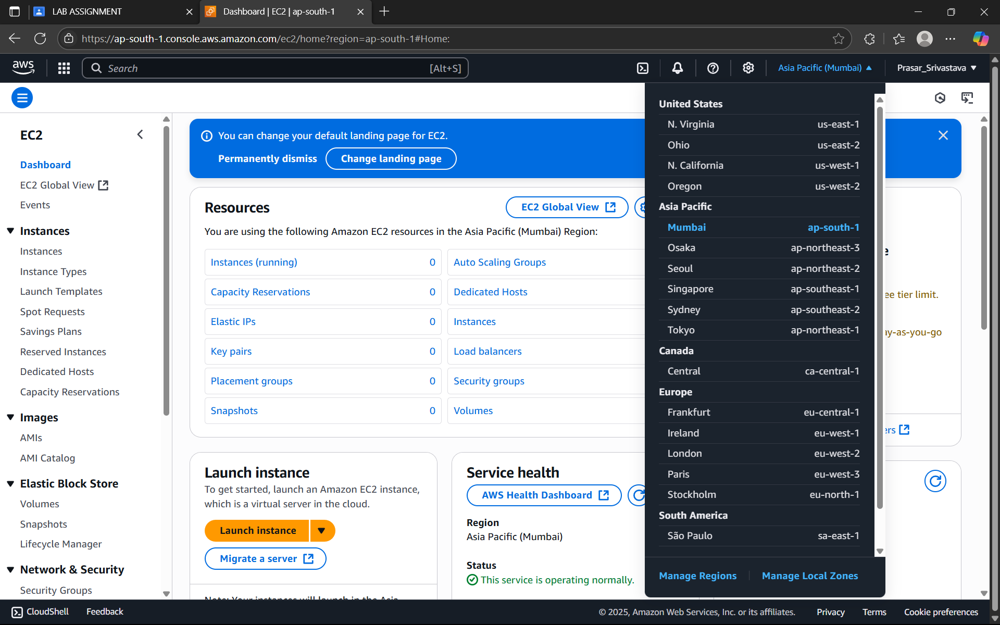 LAB ASSIGNMENT
Dashboard | EC2 | ap-south-1
https://ap-south-1.console.aws.amazon.com/ec2/home?region=ap-south-1#Home:
aws
Search [Alt+S]
Asia Pacific (Mumbai)
Prasar_Srivastava
EC2
Dashboard
EC2 Global View
Events
Instances
Instances
Instance Types
Launch Templates
Spot Requests
Savings Plans
Reserved Instances
Dedicated Hosts
Capacity Reservations
Images
AMIs
AMI Catalog
Elastic Block Store
Volumes
Snapshots
Lifecycle Manager
Network & Security
Security Groups
You can change your default landing page for EC2.
Permanently dismiss Change landing page
Resources
EC2 Global View
You are using the following Amazon EC2 resources in the Asia Pacific (Mumbai) Region:
Instances (running) 0
Auto Scaling Groups
Capacity Reservations 0
Dedicated Hosts
Elastic IPs 0
Instances
Key pairs 0
Load balancers
Placement groups 0
Security groups
Snapshots 0
Volumes
Launch instance
To get started, launch an Amazon EC2 instance,
which is a virtual server in the cloud.
Launch instance
Migrate a server
Note: Your instances will launch in the Asia
Service health
AWS Health Dashboard
Region
Asia Pacific (Mumbai)
Status
This service is operating normally.
United States
N. Virginia us-east-1
Ohio us-east-2
N. California us-west-1
Oregon us-west-2
Asia Pacific
Mumbai ap-south-1
Osaka ap-northeast-3
Seoul ap-northeast-2
Singapore ap-southeast-1
Sydney ap-southeast-2
Tokyo ap-northeast-1
Canada
Central ca-central-1
Europe
Frankfurt eu-central-1
Ireland eu-west-1
London eu-west-2
Paris eu-west-3
Stockholm eu-north-1
South America
São Paulo sa-east-1
Manage Regions Manage Local Zones
e
ee tier limit.
ay-as-you-go
ers
CloudShell Feedback
© 2025, Amazon Web Services, Inc. or its affiliates. Privacy Terms Cookie preferences